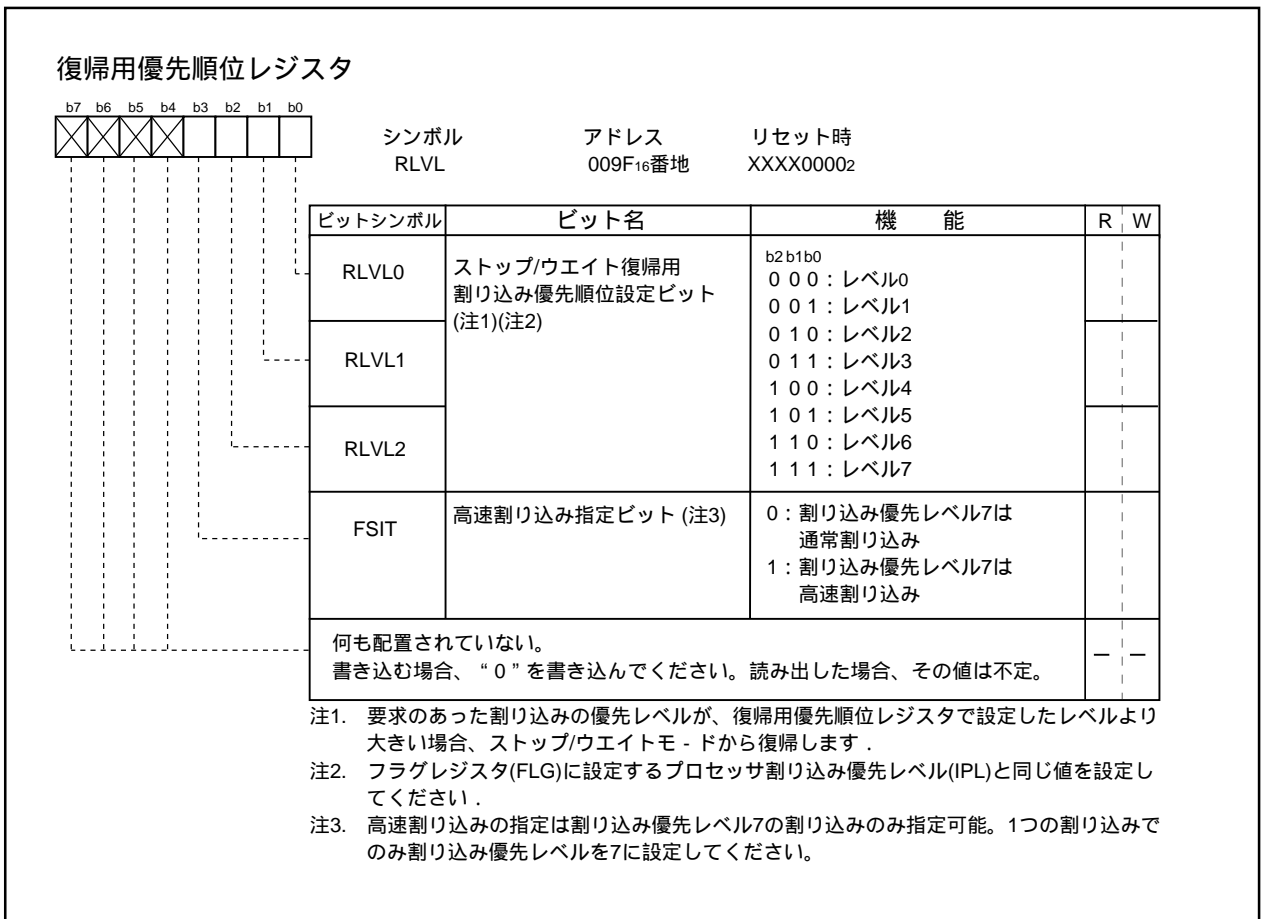 復帰用優先順位レジスタ
b7 b6 b5 b4 b3 b2 b1 b0
シンボル アドレス リセット時
RLVL 009F16番地 XXXX00002
ビットシンボル ビット名 機 能 R W
RLVL0
ストップ/ウエイト復帰用
割り込み優先順位設定ビット
(注1)(注2)
b2 b1 b0
0 0 0：レベル0
0 0 1：レベル1
0 1 0：レベル2
0 1 1：レベル3
1 0 0：レベル4
1 0 1：レベル5
1 1 0：レベル6
1 1 1：レベル7
RLVL1
RLVL2
FSIT
高速割り込み指定ビット (注3)
0：割り込み優先レベル7は
通常割り込み
1：割り込み優先レベル7は
高速割り込み
何も配置されていない。
書き込む場合、“0”を書き込んでください。読み出した場合、その値は不定。
－ －
注1. 要求のあった割り込みの優先レベルが、復帰用優先順位レジスタで設定したレベルより
大きい場合、ストップ/ウエイトモ-ドから復帰します．
注2. フラグレジスタ(FLG)に設定するプロセッサ割り込み優先レベル(IPL)と同じ値を設定し
てください．
注3. 高速割り込みの指定は割り込み優先レベル7の割り込みのみ指定可能。1つの割り込みで
のみ割り込み優先レベルを7に設定してください。